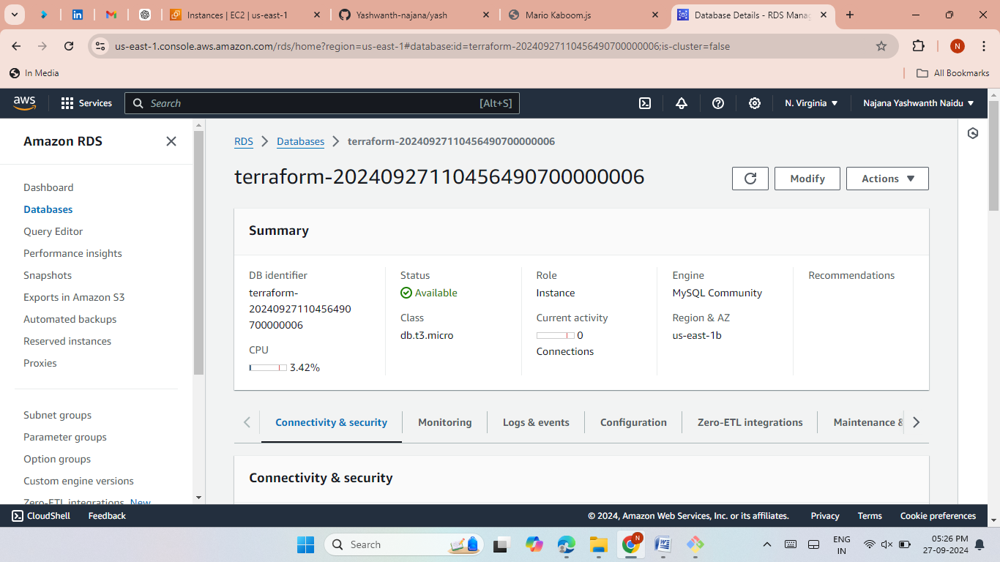 Instances | EC2 | us-east-1
Yashwanth-najana/yash
Mario Kaboom.js
Database Details - RDS Mana
us-east-1.console.aws.amazon.com/rds/home?region=us-east-1#database:id=terraform-20240927110456490700000006;is-cluster=false
N
In Media
All Bookmarks
aws
Services
Search
[Alt+S]
N. Virginia
Najana Yashwanth Naidu
Amazon RDS
Dashboard
Databases
Query Editor
Performance insights
Snapshots
Exports in Amazon S3
Automated backups
Reserved instances
Proxies
Subnet groups
Parameter groups
Option groups
Custom engine versions
Zero-ETL integrations New
RDS
Databases
terraform-20240927110456490700000006
terraform-20240927110456490700000006
Modify
Actions
Summary
DB identifier
terraform-
20240927110456490
700000006
CPU
3.42%
Status
Available
Class
db.t3.micro
Role
Instance
Current activity
0
Connections
Engine
MySQL Community
Region & AZ
us-east-1b
Recommendations
Connectivity & security
Monitoring
Logs & events
Configuration
Zero-ETL integrations
Maintenance &
Connectivity & security
CloudShell
Feedback
© 2024, Amazon Web Services, Inc. or its affiliates.
Privacy
Terms
Cookie preferences
Search
N
ENG
IN
05:26 PM
27-09-2024